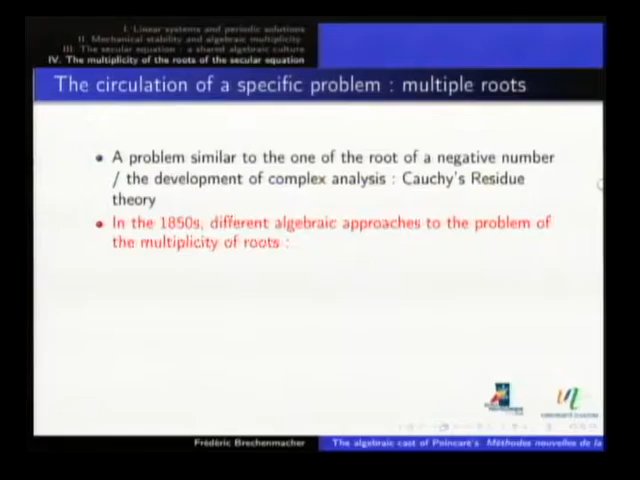 I. Linear systems and periodic solutions
II. Mechanical stability and algebraic multiplicity
III. The secular equation : a shared algebraic culture
IV. The multiplicity of the roots of the secular equation
The circulation of a specific problem : multiple roots
A problem similar to the one of the root of a negative number
/ the development of complex analysis : Cauchy's Residue
theory
In the 1850s, different algebraic approaches to the problem of
the multiplicity of roots :
Frédéric Brechenmacher
The algebraic cast of Poincaré's Méthodes nouvelles de la